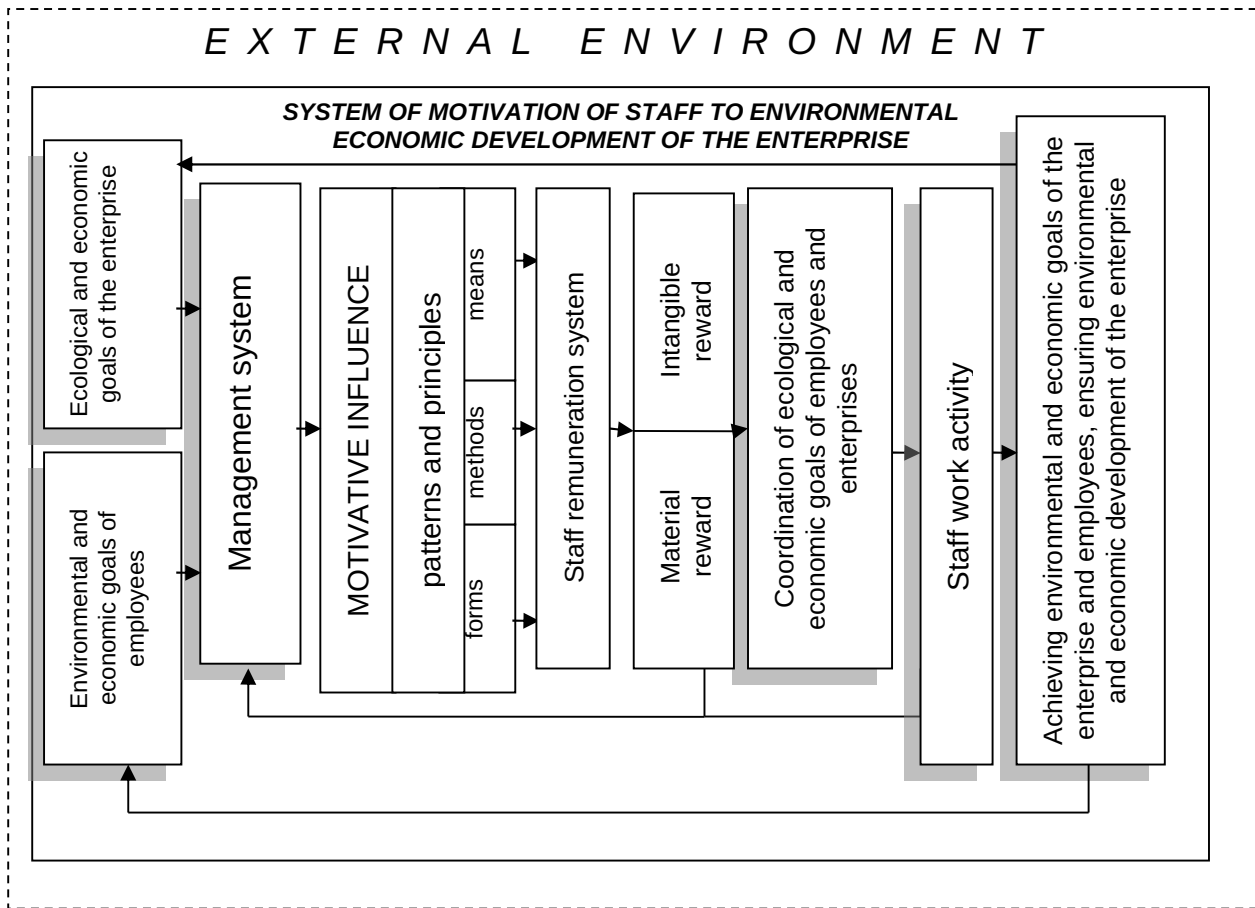 E X T E R N A L   E N V I R O N M E N T
SYSTEM OF MOTIVATION OF STAFF TO ENVIRONMENTAL
ECONOMIC DEVELOPMENT OF THE ENTERPRISE
Ecological and economic
goals of the enterprise
Environmental and
economic goals of
employees
Management system
MOTIVATIVE INFLUENCE
patterns and principles
means
methods
forms
Staff remuneration system
Intangible
reward
Material
reward
Coordination of ecological and
economic goals of employees and
enterprises
Staff work activity
Achieving environmental and economic goals of the
enterprise and employees, ensuring environmental
and economic development of the enterprise